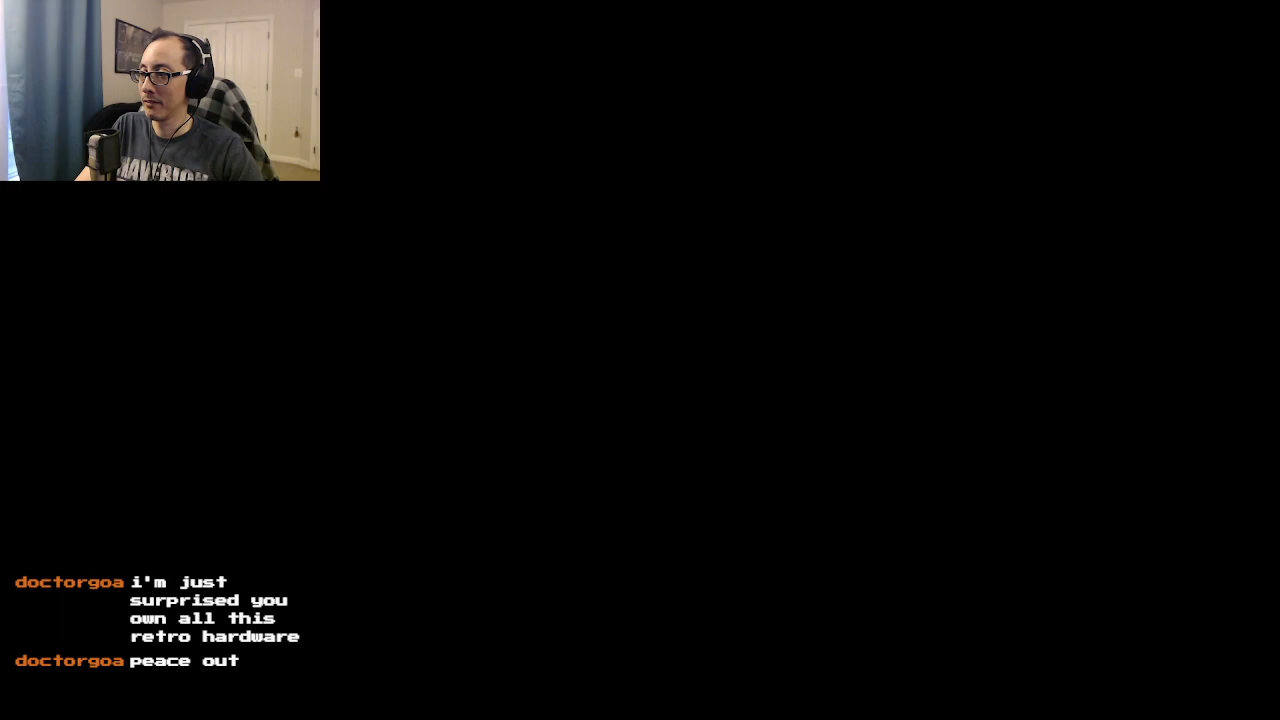 doctorgoa i'm just
surprised you
own all this
retro hardware
doctorgoa peace out